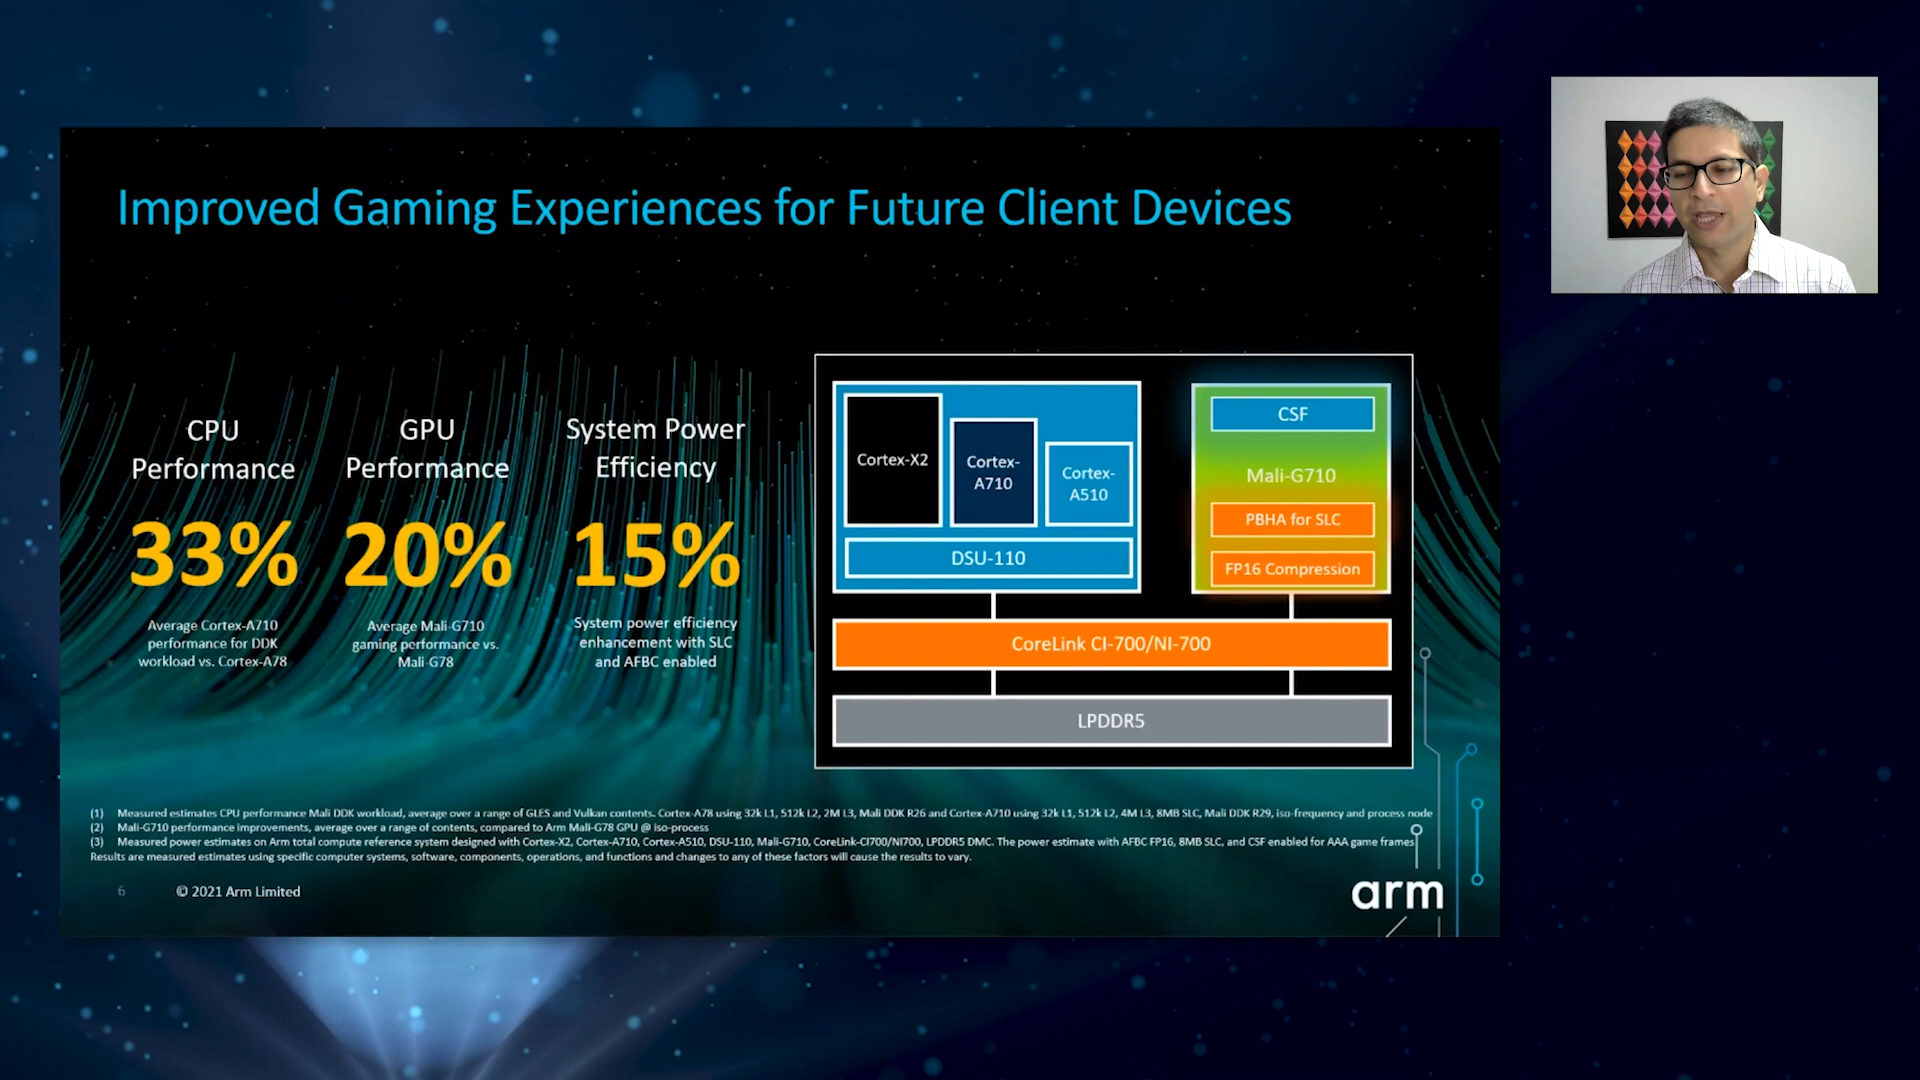 Improved Gaming Experiences for Future Client Devices
CPU
Performance
33%
Average Cortex-A710
performance for DDK
workload vs. Cortex-A78
GPU
Performance
20%
Average Mali-G710
gaming performance vs.
Mali-G78
System Power
Efficiency
15%
System power efficiency
enhancement with SLC
and AFBC enabled
Cortex-X2
Cortex-
A710
Cortex-
A510
DSU-110
CSF
Mali-G710
PBHA for SLC
FP16 Compression
CoreLink CI-700/NI-700
LPDDR5
(1) Measured estimates CPU performance Mali DDK workload, average over a range of GLES and Vulkan contents. Cortex-A78 using 32k L1, 512k L2, 2M L3, Mali DDK R26 and Cortex-A710 using 32k L1, 512k L2, 4M L3, 8MB SLC, Mali DDK R29, iso-frequency and process node
(2) Mali-G710 performance improvements, average over a range of contents, compared to Arm Mali-G78 GPU @ iso-process
(3) Measured power estimates on Arm total compute reference system designed with Cortex-X2, Cortex-A710, Cortex-A510, DSU-110, Mali-G710, CoreLink-CI700/NI700, LPDDR5 DMC. The power estimate with AFBC FP16, 8MB SLC, and CSF enabled for AAA game frames
Results are measured estimates using specific computer systems, software, components, operations, and functions and changes to any of these factors will cause the results to vary.
6 © 2021 Arm Limited
arm